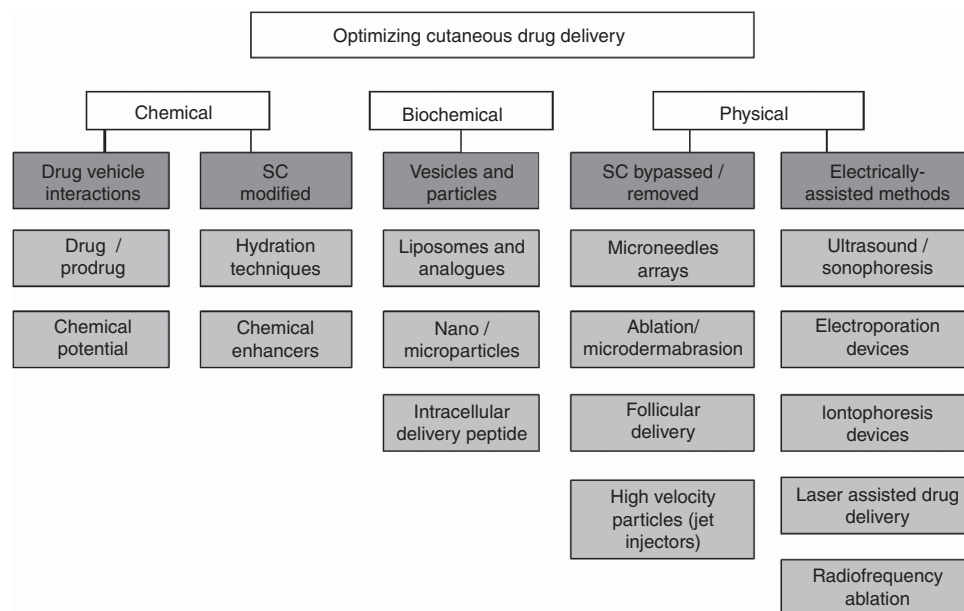 Optimizing cutaneous drug delivery
Chemical
Biochemical
Physical
Drug vehicle
interactions
SC
modified
Vesicles and
particles
SC bypassed /
removed
Electrically-
assisted methods
Drug / 
prodrug
Hydration
techniques
Liposomes and
analogues
Microneedles
arrays
Ultrasound /
sonophoresis
Chemical
potential
Chemical
enhancers
Nano /
microparticles
Ablation/
microdermabrasion
Electroporation
devices
Intracellular
delivery peptide
Follicular
delivery
Iontophoresis
devices
High velocity
particles (jet
injectors)
Laser assisted drug
delivery
Radiofrequency
ablation